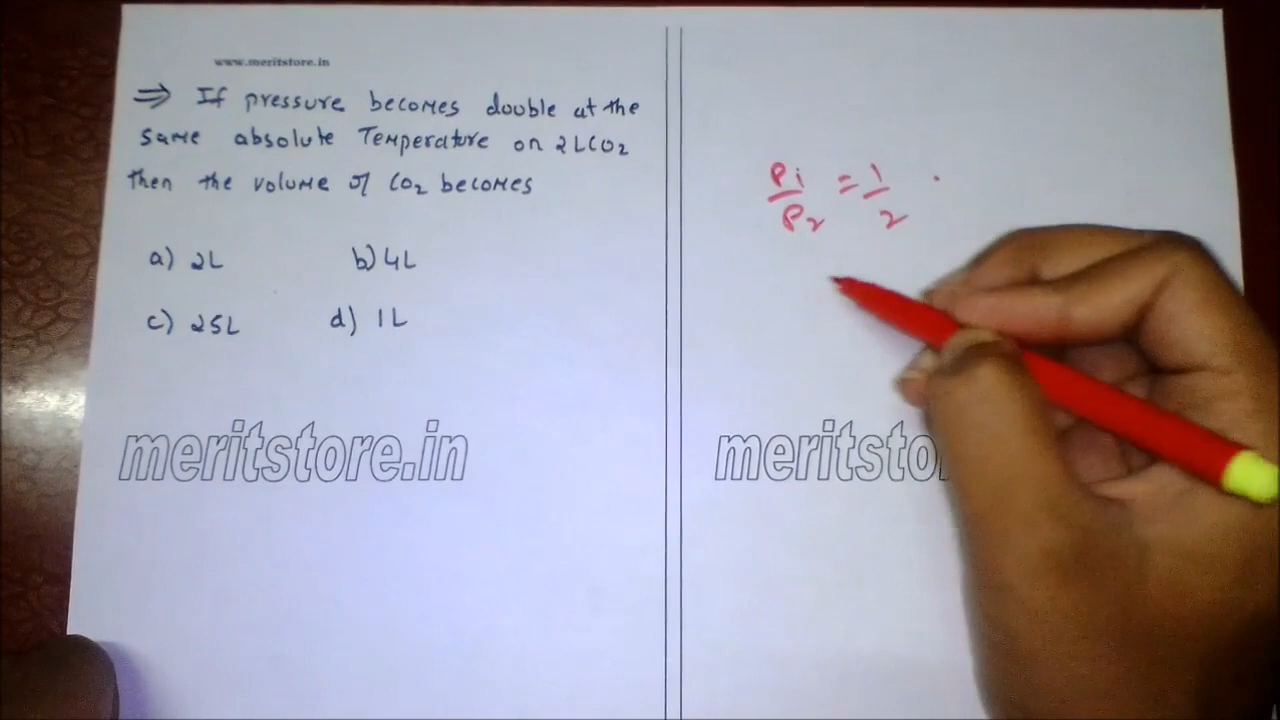 www.meritstore.in
⇒ If pressure becomes double at the
same absolute Temperature on 2LCO2
then the volume of CO2 becomes
a) 2L b) 4L
c) 25L d) 1L
P1/P2 = 1/2
meritstore.in
meritsto